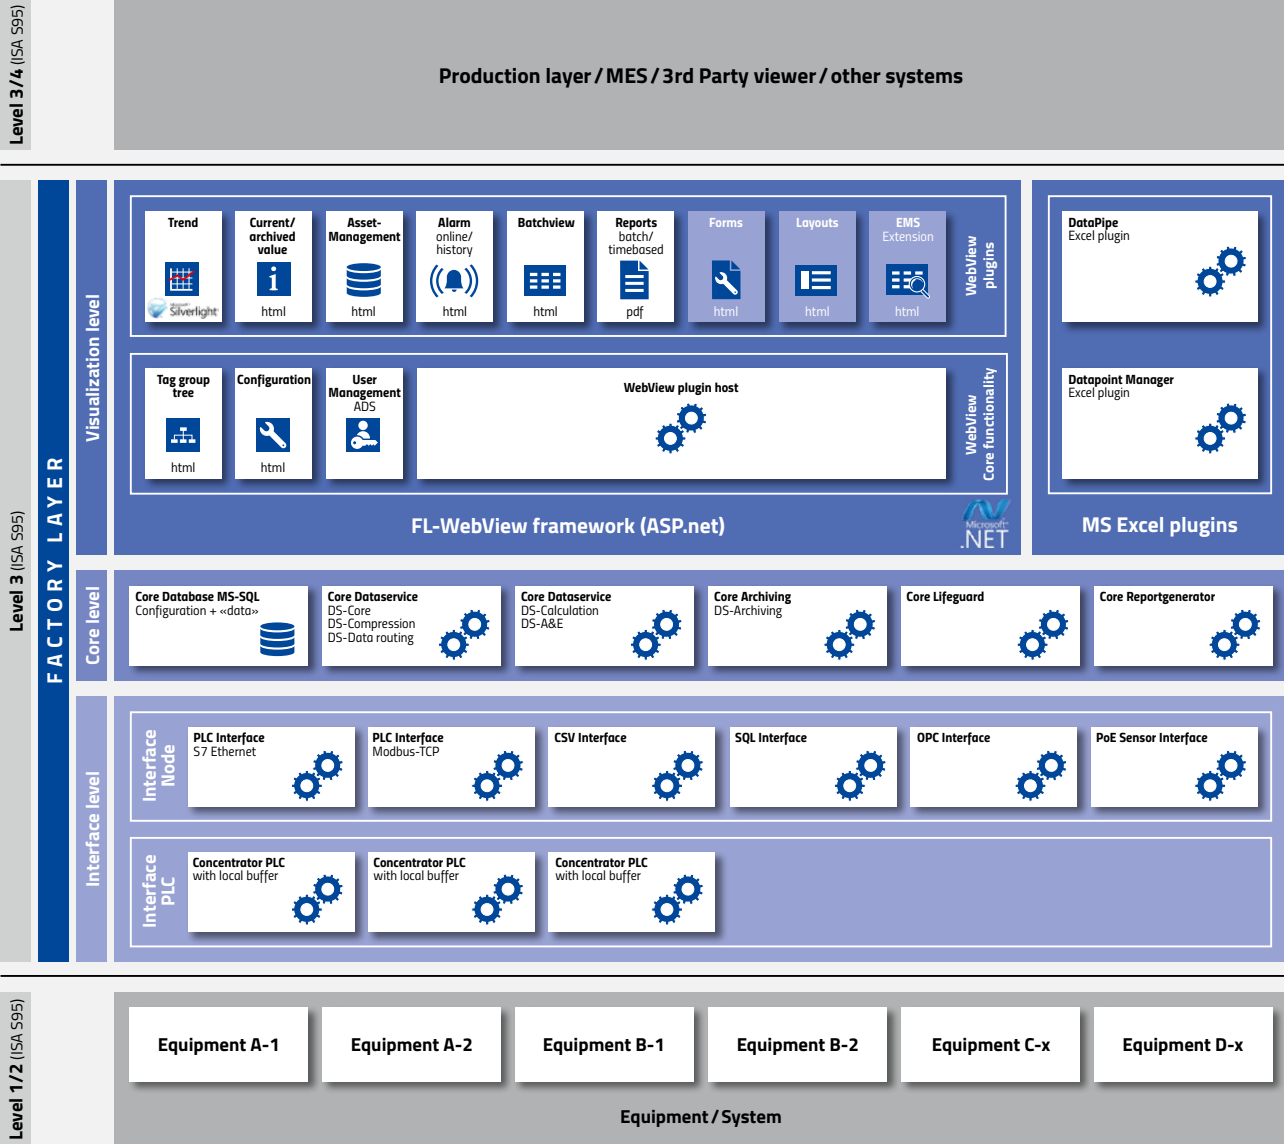 Level 3/4 (ISA S95)
Production layer / MES / 3rd Party viewer / other systems
Level 3 (ISA S95)
FACTORY LAYER
Visualization level
Trend
Microsoft®
Silverlight™
Current/
archived
value
html
Asset-
Management
html
Alarm
online/
history
html
Batchview
html
Reports
batch/
timebased
pdf
Forms
html
Layouts
html
EMS
Extension
html
WebView
plugins
Tag group
tree
html
Configuration
html
User
Management
ADS
WebView plugin host
WebView
Core functionality
FL-WebView framework (ASP.net)
Microsoft®
.NET
DataPipe
Excel plugin
Datapoint Manager
Excel plugin
MS Excel plugins
Core level
Core Database MS-SQL
Configuration + «data»
Core Dataservice
DS-Core
DS-Compression
DS-Data routing
Core Dataservice
DS-Calculation
DS-A&E
Core Archiving
DS-Archiving
Core Lifeguard
Core Reportgenerator
Interface level
Interface
Node
PLC Interface
S7 Ethernet
PLC Interface
Modbus-TCP
CSV Interface
SQL Interface
OPC Interface
PoE Sensor Interface
Interface
PLC
Concentrator PLC
with local buffer
Concentrator PLC
with local buffer
Concentrator PLC
with local buffer
Level 1/2 (ISA S95)
Equipment A-1
Equipment A-2
Equipment B-1
Equipment B-2
Equipment C-x
Equipment D-x
Equipment / System